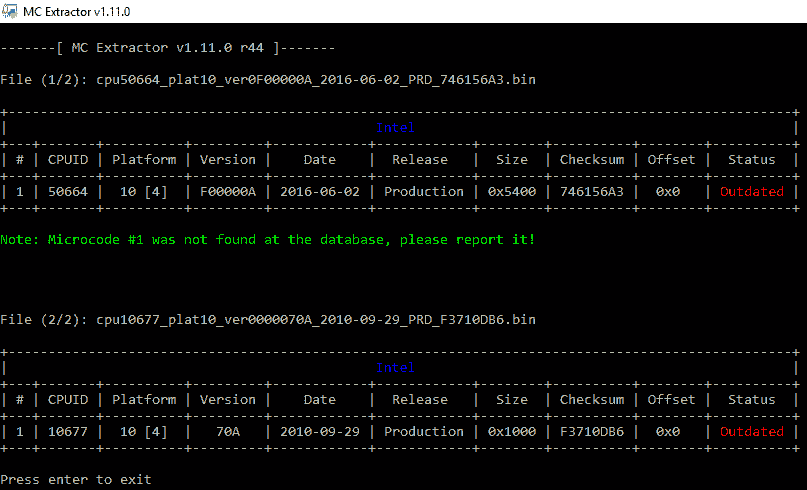 MC Extractor v1.11.0
-------[ MC Extractor v1.11.0 r44 ]-------
File (1/2): cpu50664_plat10_ver0F00000A_2016-06-02_PRD_746156A3.bin
+--------------------------------------------------------------------------------------------------+
| Intel |
+---+-------+----------+---------+------------+------------+--------+----------+--------+----------+
| # | CPUID | Platform | Version | Date | Release | Size | Checksum | Offset | Status |
+---+-------+----------+---------+------------+------------+--------+----------+--------+----------+
| 1 | 50664 | 10 [4] | F00000A | 2016-06-02 | Production | 0x5400 | 746156A3 | 0x0 | Outdated |
+---+-------+----------+---------+------------+------------+--------+----------+--------+----------+
Note: Microcode #1 was not found at the database, please report it!
File (2/2): cpu10677_plat10_ver0000070A_2010-09-29_PRD_F3710DB6.bin
+--------------------------------------------------------------------------------------------------+
| Intel |
+---+-------+----------+---------+------------+------------+--------+----------+--------+----------+
| # | CPUID | Platform | Version | Date | Release | Size | Checksum | Offset | Status |
+---+-------+----------+---------+------------+------------+--------+----------+--------+----------+
| 1 | 10677 | 10 [4] | 70A | 2010-09-29 | Production | 0x1000 | F3710DB6 | 0x0 | Outdated |
+---+-------+----------+---------+------------+------------+--------+----------+--------+----------+
Press enter to exit